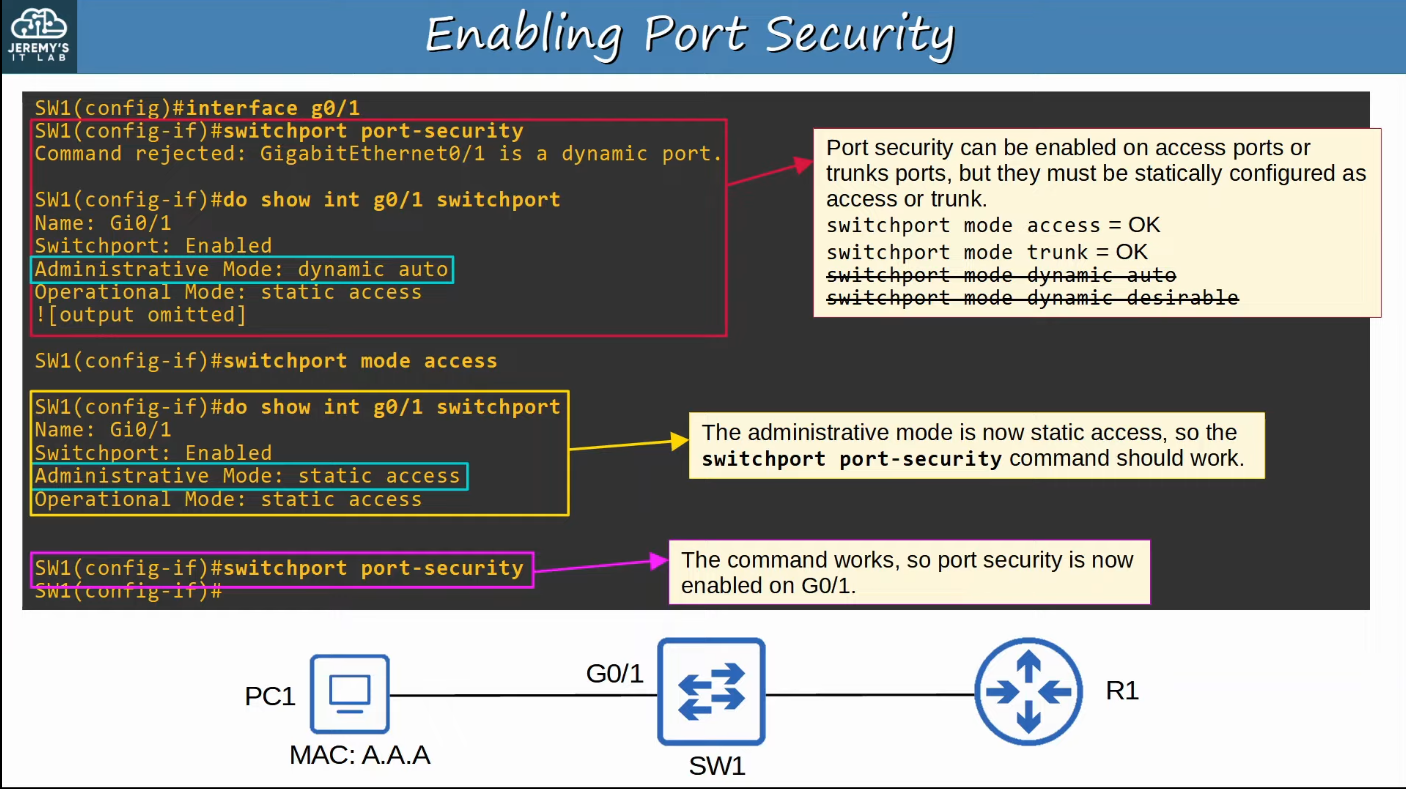 JEREMY'S
IT LAB
Enabling Port Security
SW1(config)#interface g0/1
SW1(config-if)#switchport port-security
Command rejected: GigabitEthernet0/1 is a dynamic port.
SW1(config-if)#do show int g0/1 switchport
Name: Gi0/1
Switchport: Enabled
Administrative Mode: dynamic auto
Operational Mode: static access
![output omitted]
Port security can be enabled on access ports or
trunks ports, but they must be statically configured as
access or trunk.
switchport mode access = OK
switchport mode trunk = OK
switchport mode dynamic auto
switchport mode dynamic desirable
SW1(config-if)#switchport mode access
SW1(config-if)#do show int g0/1 switchport
Name: Gi0/1
Switchport: Enabled
Administrative Mode: static access
Operational Mode: static access
The administrative mode is now static access, so the
switchport port-security command should work.
SW1(config-if)#switchport port-security
SW1(config-if)#
The command works, so port security is now
enabled on G0/1.
PC1
MAC: A.A.A
G0/1
SW1
R1